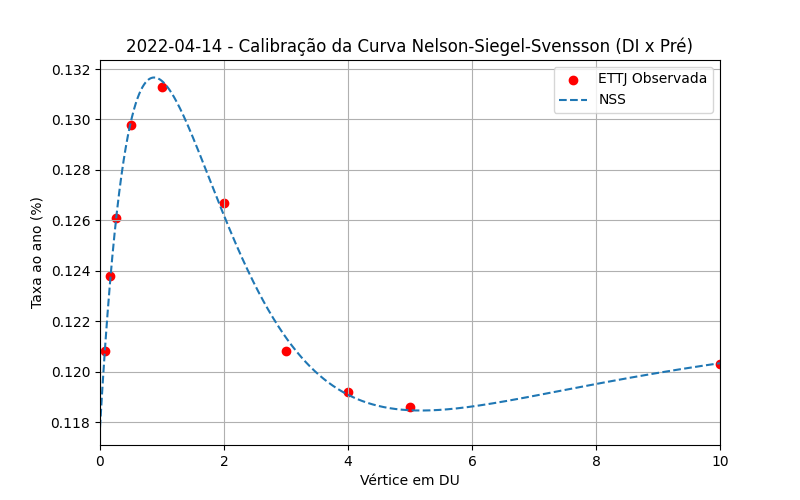 2022-04-14 - Calibração da Curva Nelson-Siegel-Svensson (DI x Pré)
ETTJ Observada
NSS
Taxa ao ano (%)
0.132
0.130
0.128
0.126
0.124
0.122
0.120
0.118
0 2 4 6 8 10
Vértice em DU